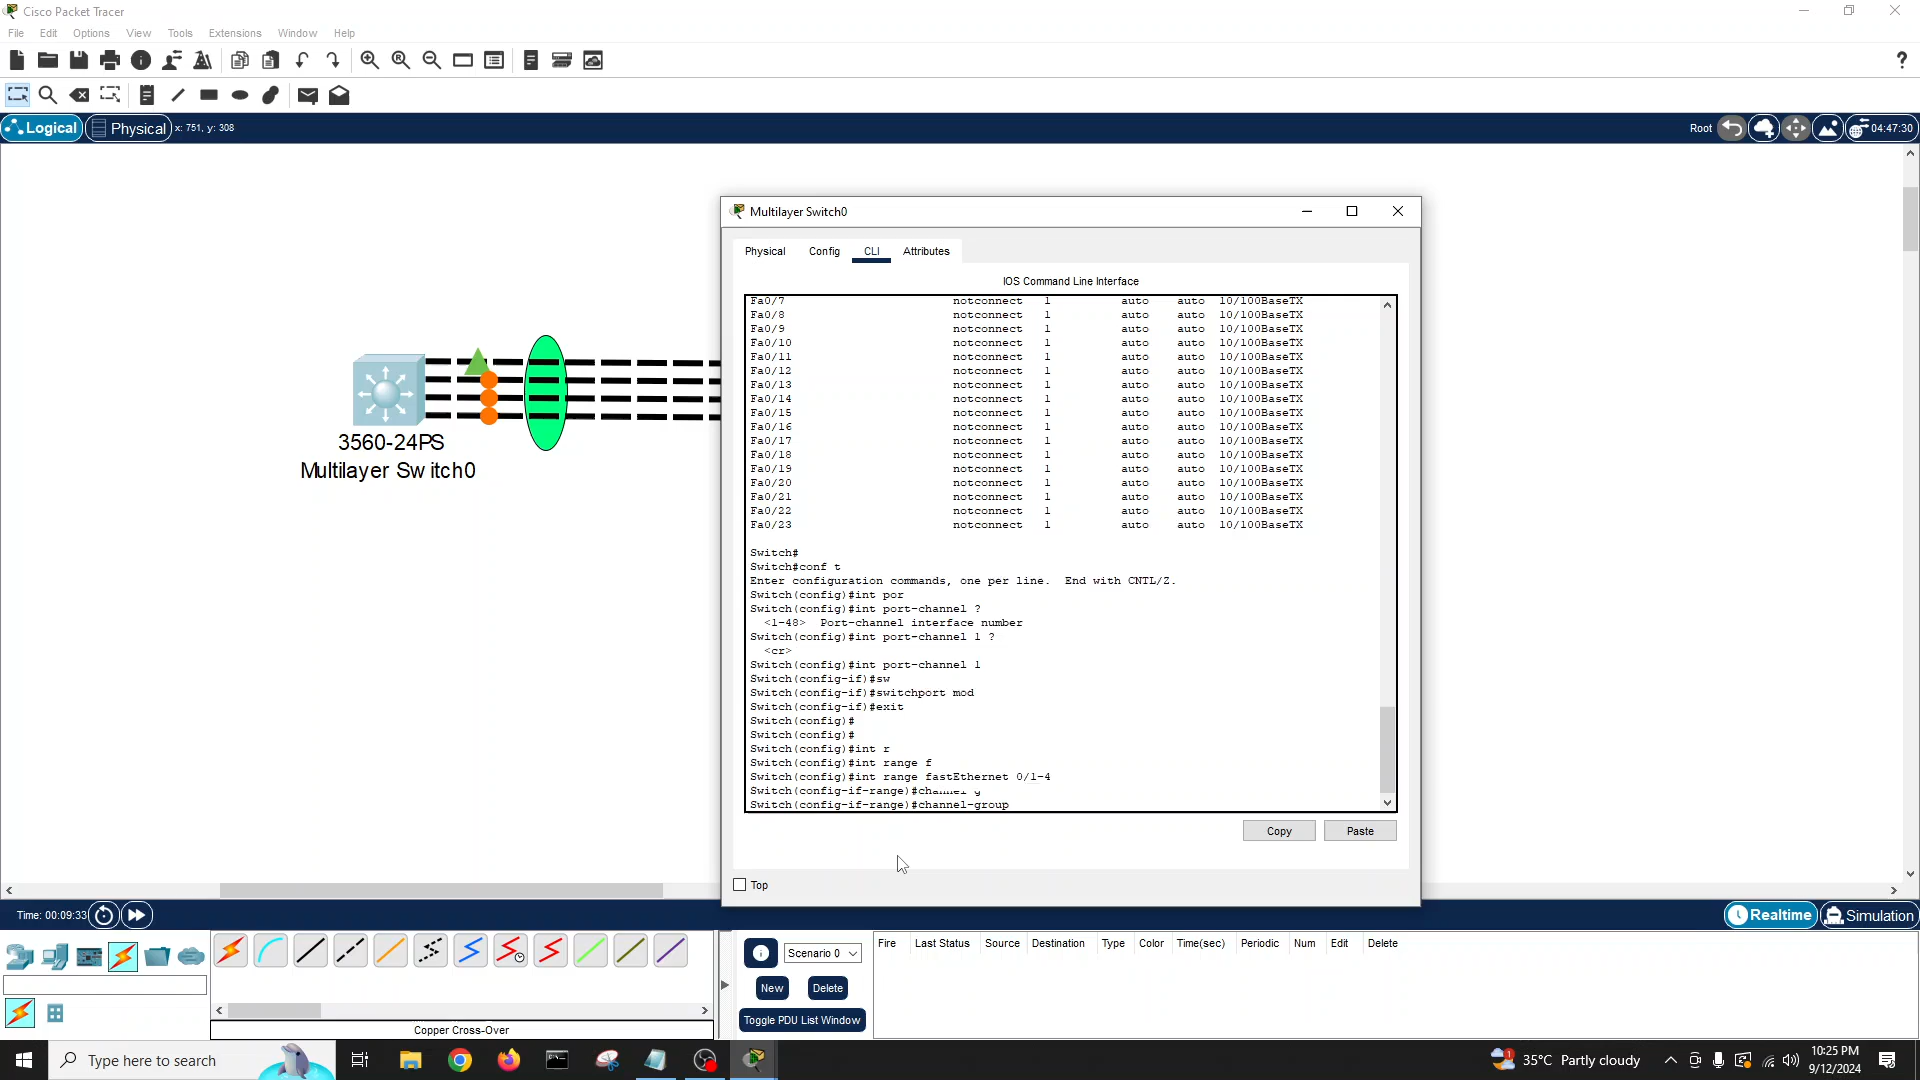 Cisco Packet Tracer
File Edit Options View Tools Extensions Window Help
?
Logical Physical x: 751, y: 308 Root 04:47:30
3560-24PS
Multilayer Switch0
Multilayer Switch0
Physical Config CLI Attributes
IOS Command Line Interface
Fa0/7 notconnect 1 auto auto 10/100BaseTX
Fa0/8 notconnect 1 auto auto 10/100BaseTX
Fa0/9 notconnect 1 auto auto 10/100BaseTX
Fa0/10 notconnect 1 auto auto 10/100BaseTX
Fa0/11 notconnect 1 auto auto 10/100BaseTX
Fa0/12 notconnect 1 auto auto 10/100BaseTX
Fa0/13 notconnect 1 auto auto 10/100BaseTX
Fa0/14 notconnect 1 auto auto 10/100BaseTX
Fa0/15 notconnect 1 auto auto 10/100BaseTX
Fa0/16 notconnect 1 auto auto 10/100BaseTX
Fa0/17 notconnect 1 auto auto 10/100BaseTX
Fa0/18 notconnect 1 auto auto 10/100BaseTX
Fa0/19 notconnect 1 auto auto 10/100BaseTX
Fa0/20 notconnect 1 auto auto 10/100BaseTX
Fa0/21 notconnect 1 auto auto 10/100BaseTX
Fa0/22 notconnect 1 auto auto 10/100BaseTX
Fa0/23 notconnect 1 auto auto 10/100BaseTX
Switch#
Switch#conf t
Enter configuration commands, one per line. End with CNTL/Z.
Switch(config)#int por
Switch(config)#int port-channel ?
<1-48> Port-channel interface number
Switch(config)#int port-channel 1 ?
<cr>
Switch(config)#int port-channel 1
Switch(config-if)#sw
Switch(config-if)#switchport mod
Switch(config-if)#exit
Switch(config)#
Switch(config)#
Switch(config)#int r
Switch(config)#int range f
Switch(config)#int range fastEthernet 0/1-4
Switch(config-if-range)#channel g
Switch(config-if-range)#channel-group
Copy Paste
Top
Time: 00:09:33 Realtime Simulation
Scenario 0
New Delete
Toggle PDU List Window
Fire Last Status Source Destination Type Color Time(sec) Periodic Num Edit Delete
Copper Cross-Over
Type here to search
1 35°C Partly cloudy
10:25 PM
9/12/2024